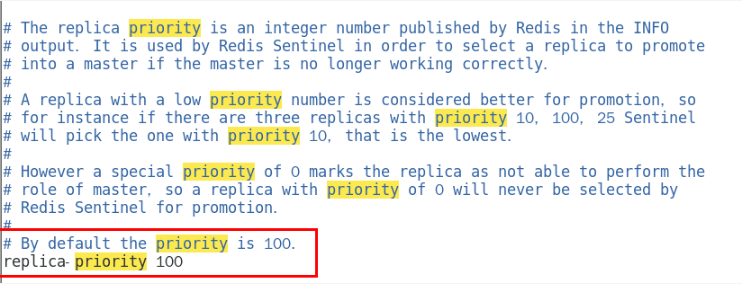 # The replica priority is an integer number published by Redis in the INFO
# output. It is used by Redis Sentinel in order to select a replica to promote
# into a master if the master is no longer working correctly.
#
# A replica with a low priority number is considered better for promotion, so
# for instance if there are three replicas with priority 10, 100, 25 Sentinel
# will pick the one with priority 10, that is the lowest.
#
# However a special priority of 0 marks the replica as not able to perform the
# role of master, so a replica with priority of 0 will never be selected by
# Redis Sentinel for promotion.
#
# By default the priority is 100.
replica-priority 100